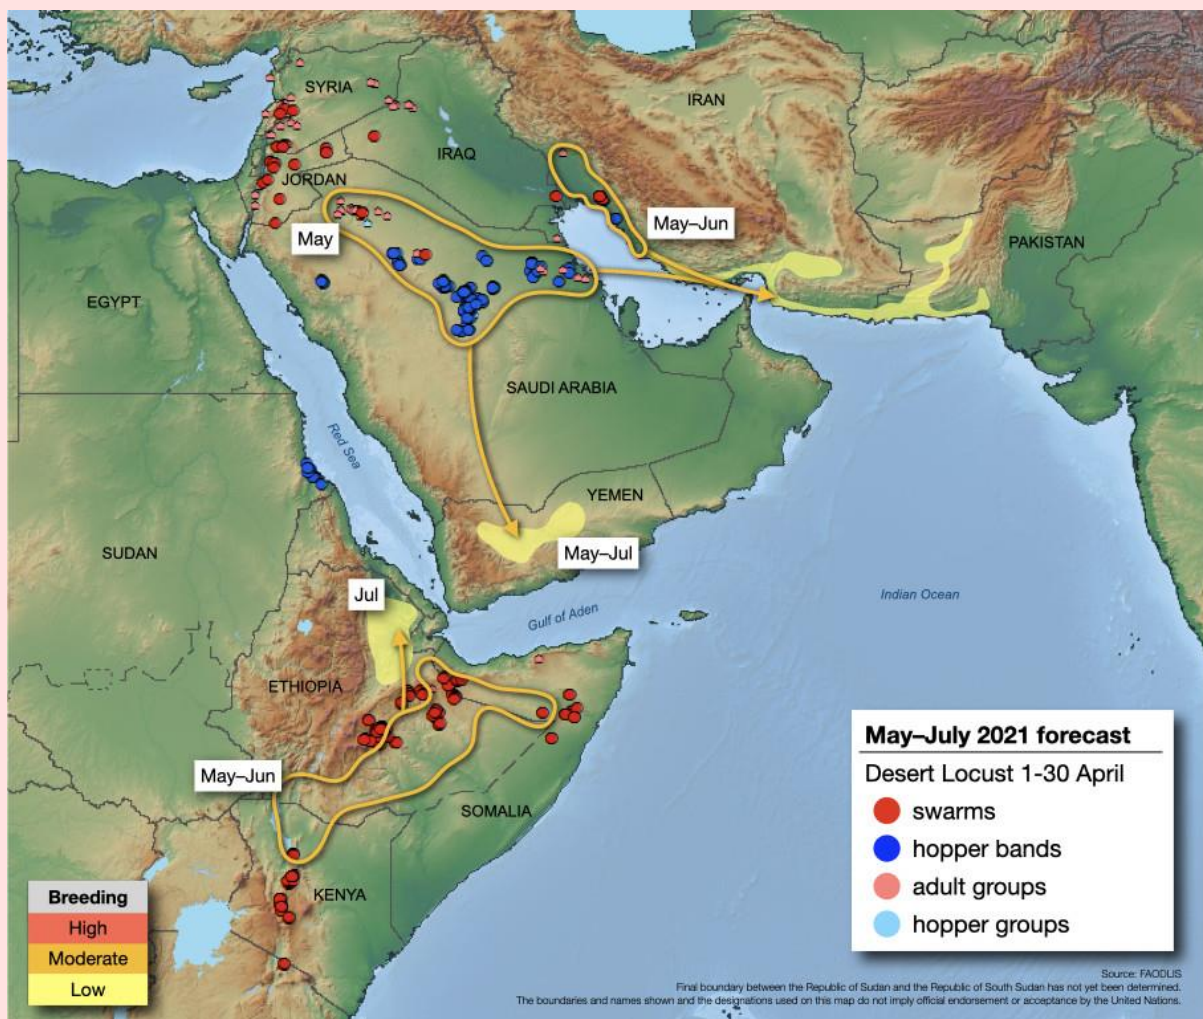 SYRIA
IRAN
IRAQ
JORDAN
PAKISTAN
May–Jun
May
EGYPT
SAUDI ARABIA
Red Sea
YEMEN
SUDAN
May–Jul
Jul
Gulf of Aden
Indian Ocean
ETHIOPIA
May–Jun
SOMALIA
KENYA
May–July 2021 forecast
Desert Locust 1-30 April
swarms
hopper bands
adult groups
hopper groups
Breeding
High
Moderate
Low
Source: FAODLIS
Final boundary between the Republic of Sudan and the Republic of South Sudan has not yet been determined.
The boundaries and names shown and the designations used on this map do not imply official endorsement or acceptance by the United Nations.